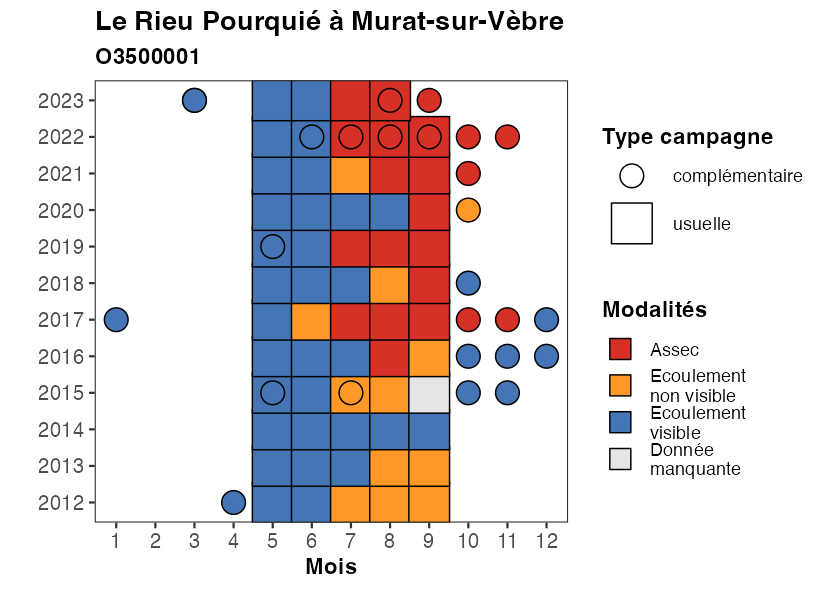 Le Rieu Pourquié à Murat-sur-Vèbre
O3500001
2023
2022
2021
2020
2019
2018
2017
2016
2015
2014
2013
2012
1 2 3 4 5 6 7 8 9 10 11 12
Mois
Type campagne
complémentaire
usuelle
Modalités
Assec
Ecoulement
non visible
Ecoulement
visible
Donnée
manquante